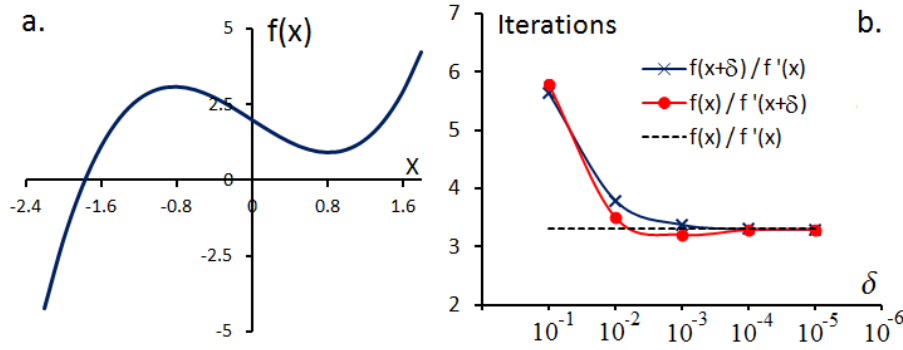 a.
f(x)
5
2.5
0
-2.5
-5
-2.4
-1.6
-0.8
0
0.8
1.6
X
b.
Iterations
7
6
5
4
3
2
f(x+δ) / f '(x)
f(x) / f '(x+δ)
f(x) / f '(x)
δ
10⁻¹
10⁻²
10⁻³
10⁻⁴
10⁻⁵
10⁻⁶